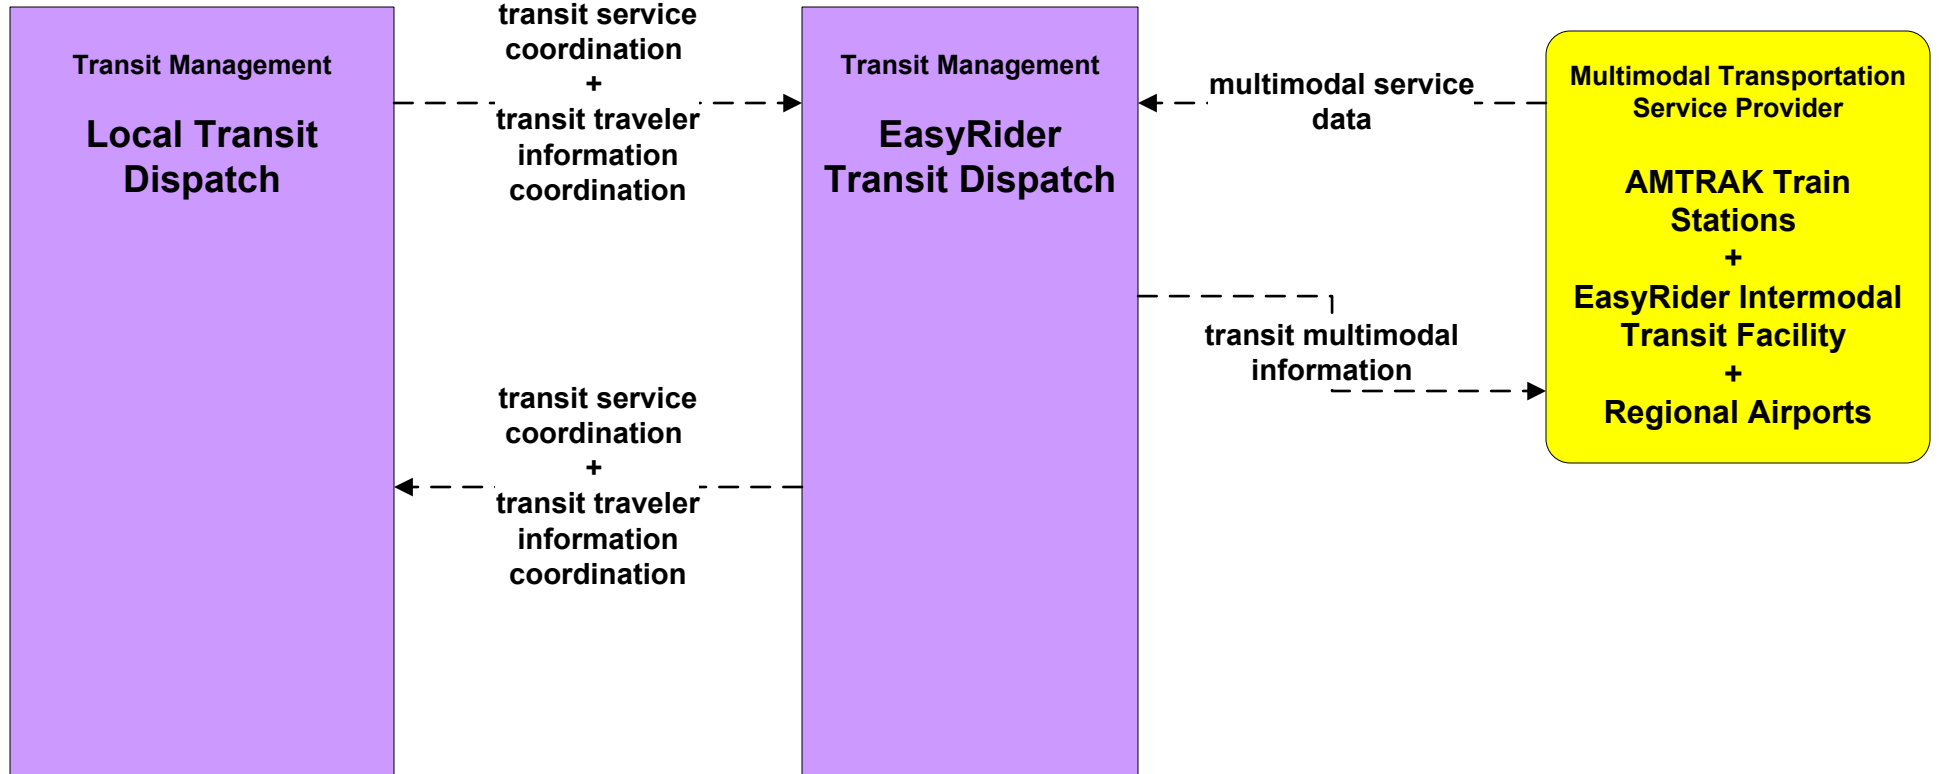 Transit Management
Local Transit
Dispatch
transit service
coordination
+
transit traveler
information
coordination
transit service
coordination
+
transit traveler
information
coordination
Transit Management
EasyRider
Transit Dispatch
multimodal service
data
transit multimodal
information
Multimodal Transportation
Service Provider
AMTRAK Train
Stations
+
EasyRider Intermodal
Transit Facility
+
Regional Airports